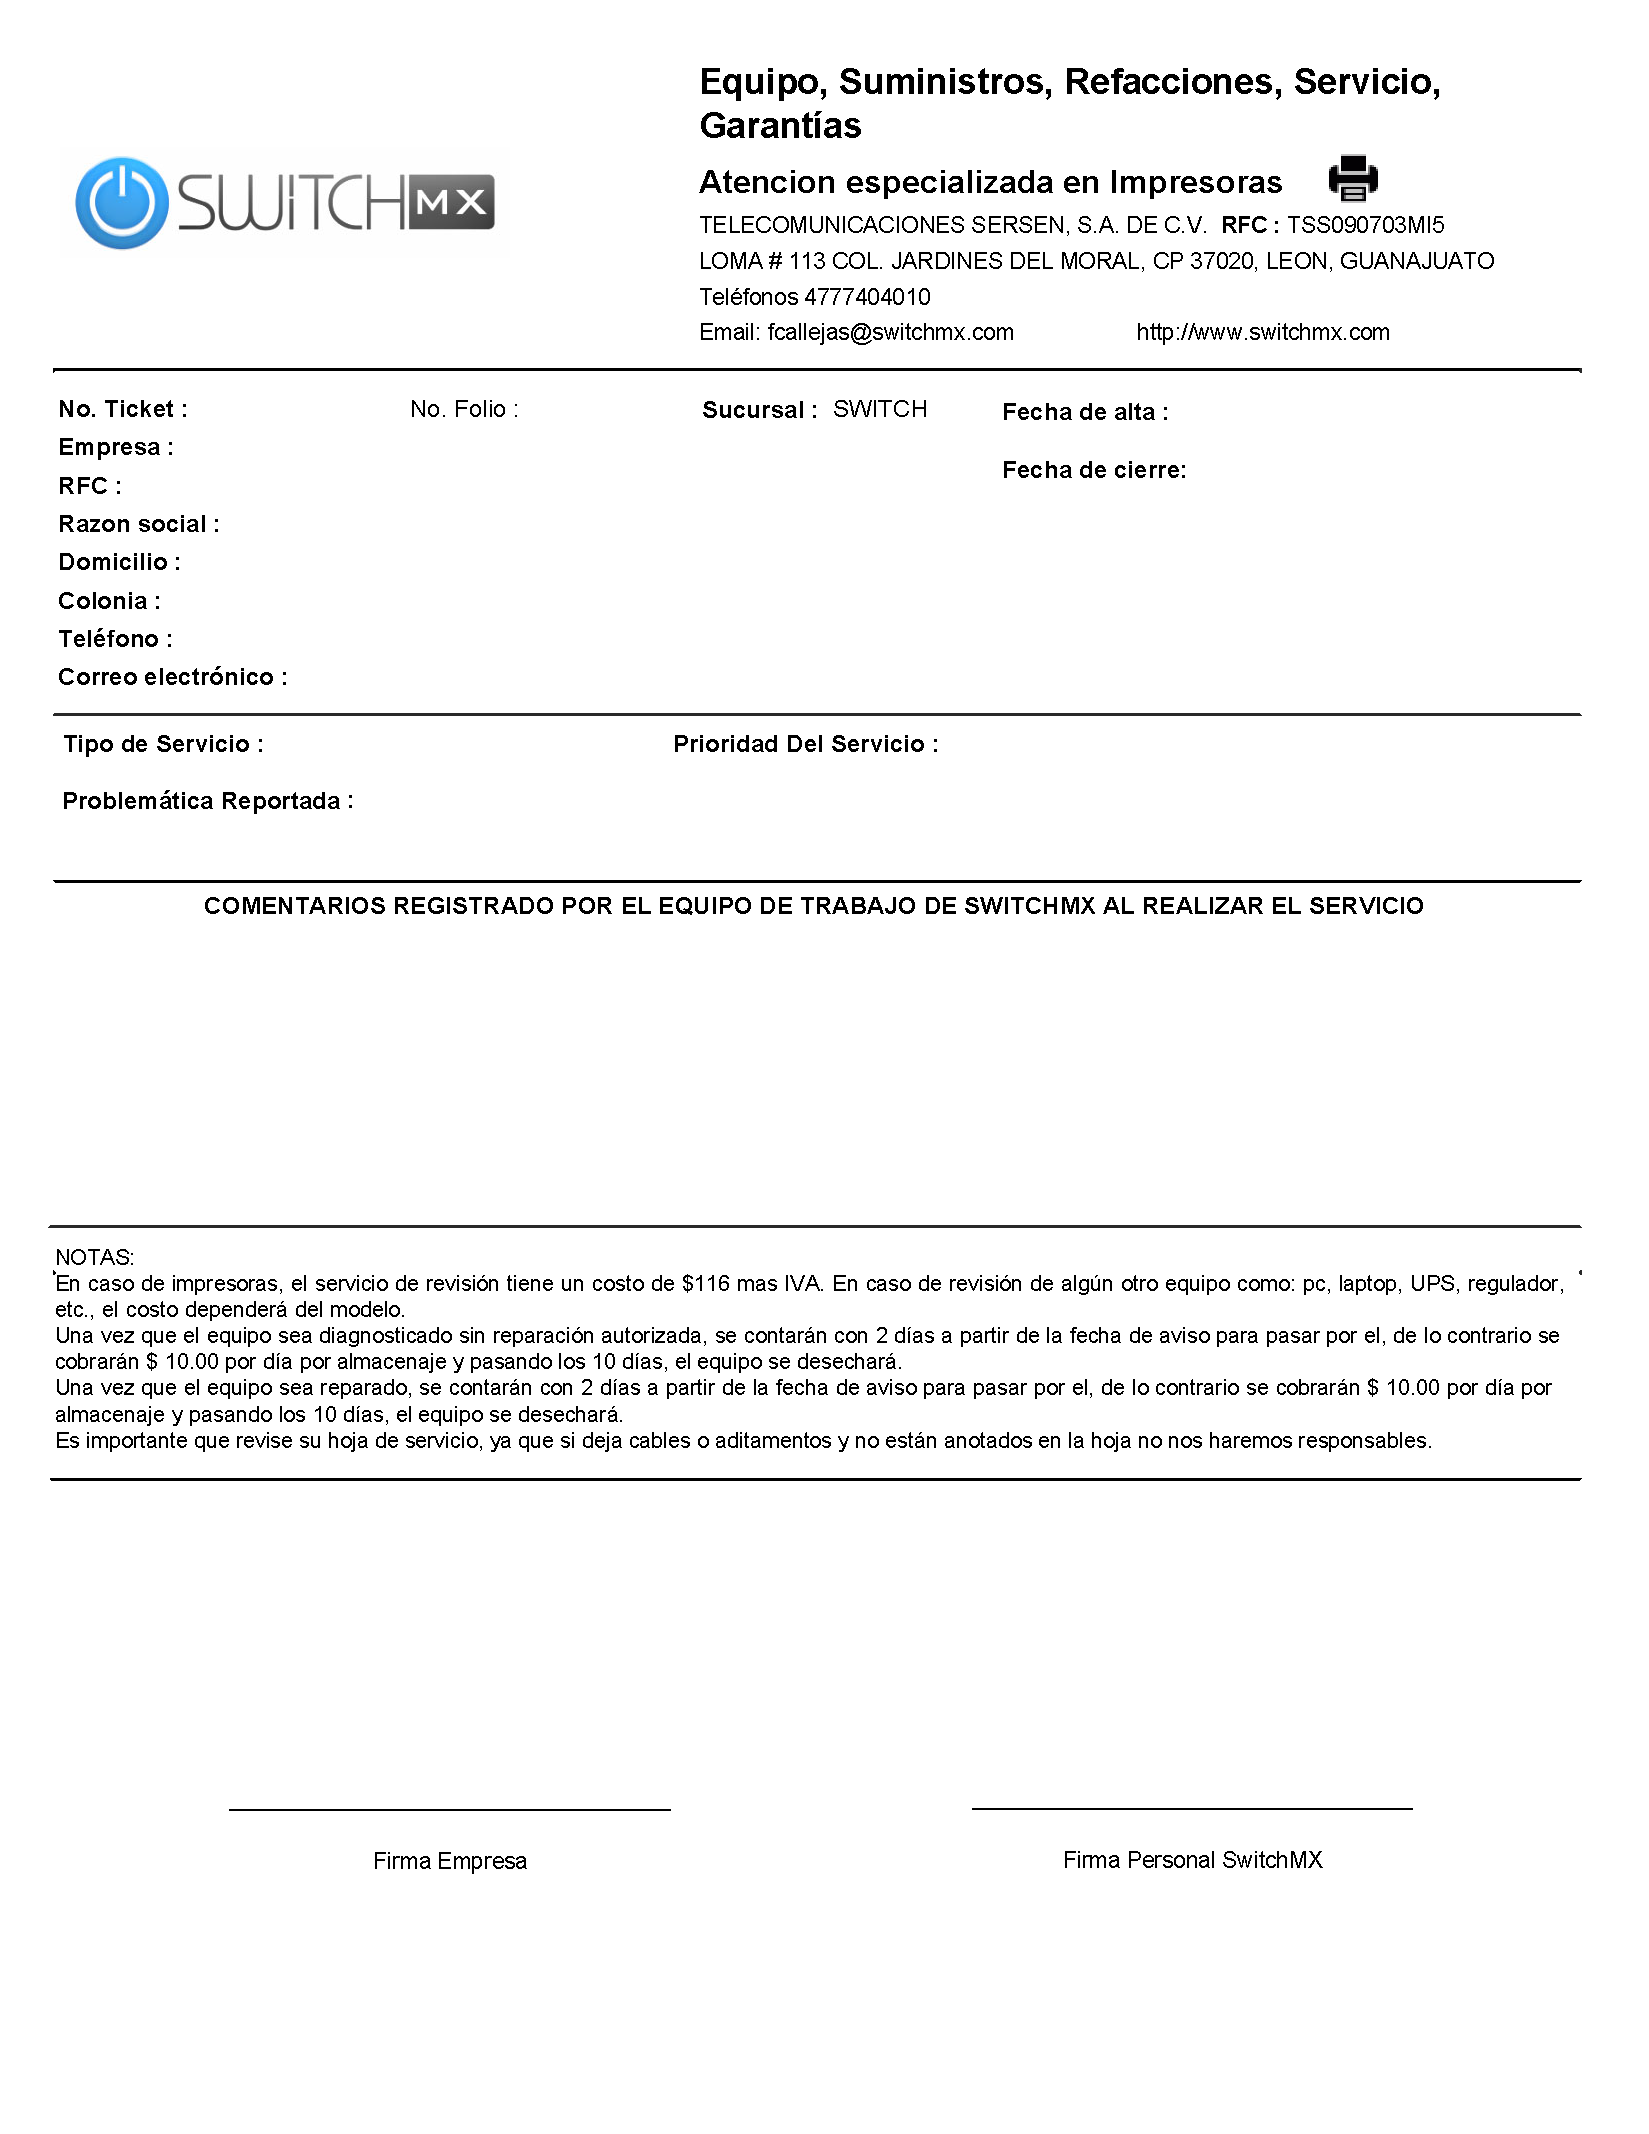 Equipo, Suministros, Refacciones, Servicio,
Garantías
SWITCHMX
Atencion especializada en Impresoras
TELECOMUNICACIONES SERSEN, S.A. DE C.V. RFC : TSS090703MI5
LOMA # 113 COL. JARDINES DEL MORAL, CP 37020, LEON, GUANAJUATO
Teléfonos 4777404010
Email: fcallejas@switchmx.com http://www.switchmx.com
No. Ticket : No. Folio : Sucursal : SWITCH Fecha de alta :
Empresa :
Fecha de cierre:
RFC :
Razon social :
Domicilio :
Colonia :
Teléfono :
Correo electrónico :
Tipo de Servicio : Prioridad Del Servicio :
Problemática Reportada :
COMENTARIOS REGISTRADO POR EL EQUIPO DE TRABAJO DE SWITCHMX AL REALIZAR EL SERVICIO
NOTAS:
En caso de impresoras, el servicio de revisión tiene un costo de $116 mas IVA. En caso de revisión de algún otro equipo como: pc, laptop, UPS, regulador,
etc., el costo dependerá del modelo.
Una vez que el equipo sea diagnosticado sin reparación autorizada, se contarán con 2 días a partir de la fecha de aviso para pasar por el, de lo contrario se
cobrarán $ 10.00 por día por almacenaje y pasando los 10 días, el equipo se desechará.
Una vez que el equipo sea reparado, se contarán con 2 días a partir de la fecha de aviso para pasar por el, de lo contrario se cobrarán $ 10.00 por día por
almacenaje y pasando los 10 días, el equipo se desechará.
Es importante que revise su hoja de servicio, ya que si deja cables o aditamentos y no están anotados en la hoja no nos haremos responsables.
Firma Empresa Firma Personal SwitchMX